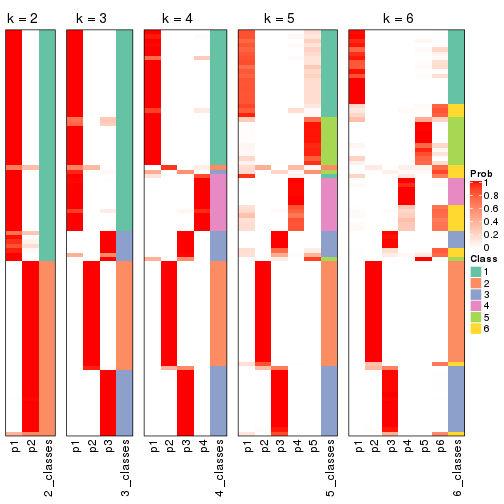 k = 2
k = 3
k = 4
k = 5
k = 6
Prob
1
0.8
0.6
0.4
0.2
0
Class
1
2
3
4
5
6
p1
p2
2_classes
p1
p2
p3
3_classes
p1
p2
p3
p4
4_classes
p1
p2
p3
p4
p5
5_classes
p1
p2
p3
p4
p5
p6
6_classes